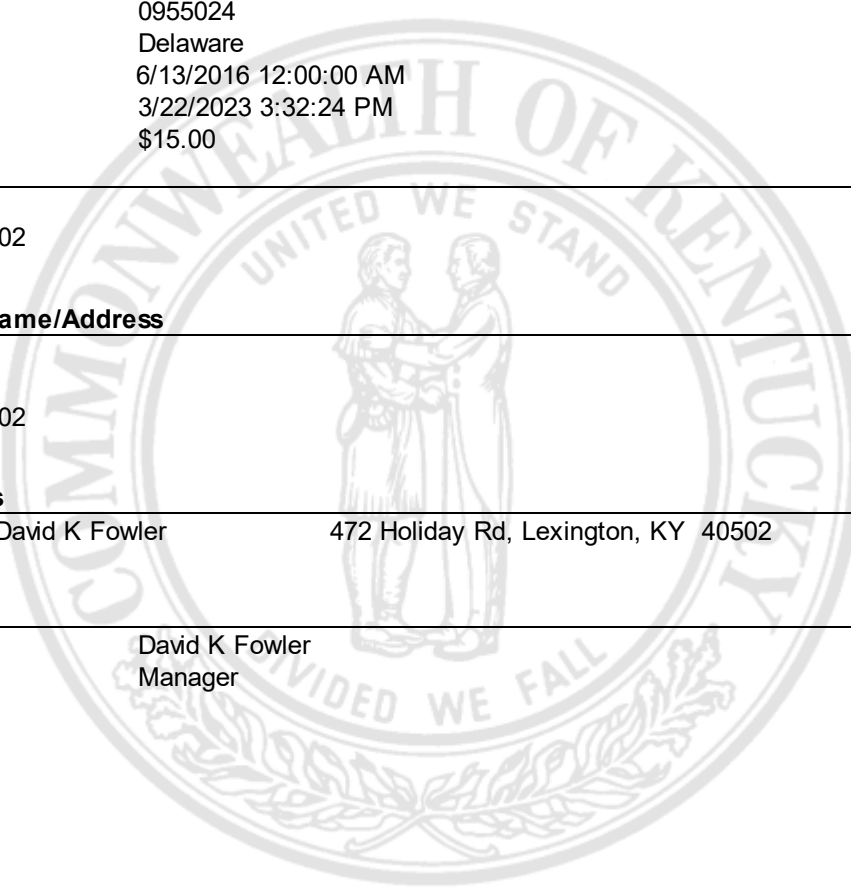 0955024
Delaware
6/13/2016 12:00:00 AM
3/22/2023 3:32:24 PM
$15.00
COMMONWEALTH OF KENTUCKY
UNITED WE STAND
02
ame/Address
02
s
David K Fowler 472 Holiday Rd, Lexington, KY 40502
David K Fowler
Manager
DIVIDED WE FALL